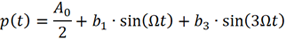 p(t) = A₀/2 + b₁ · sin(Ωt) + b₃ · sin(3Ωt)